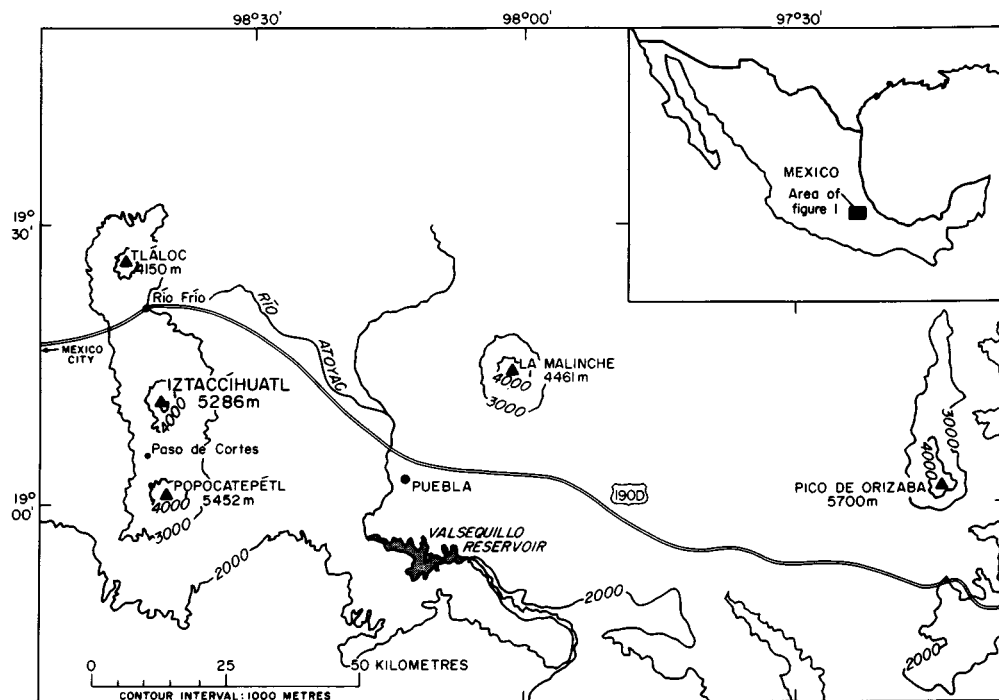 98°30'
98°00'
97°30'
19°
30'
19°
00'
MEXICO
Area of
figure 1
TLÁLOC
4150 m
Río Frío
RÍO
ATOYAC
MEXICO
CITY
LA MALINCHE
4461 m
4000
3000
IZTACCÍHUATL
5286m
4000
Paso de Cortes
POPOCATEPÉTL
5452m
4000
3000
PUEBLA
190D
3000
4000
PICO DE ORIZABA
5700m
VALSEQUILLO
RESERVOIR
2000
2000
2000
0 25 50 KILOMETRES
CONTOUR INTERVAL: 1000 METRES